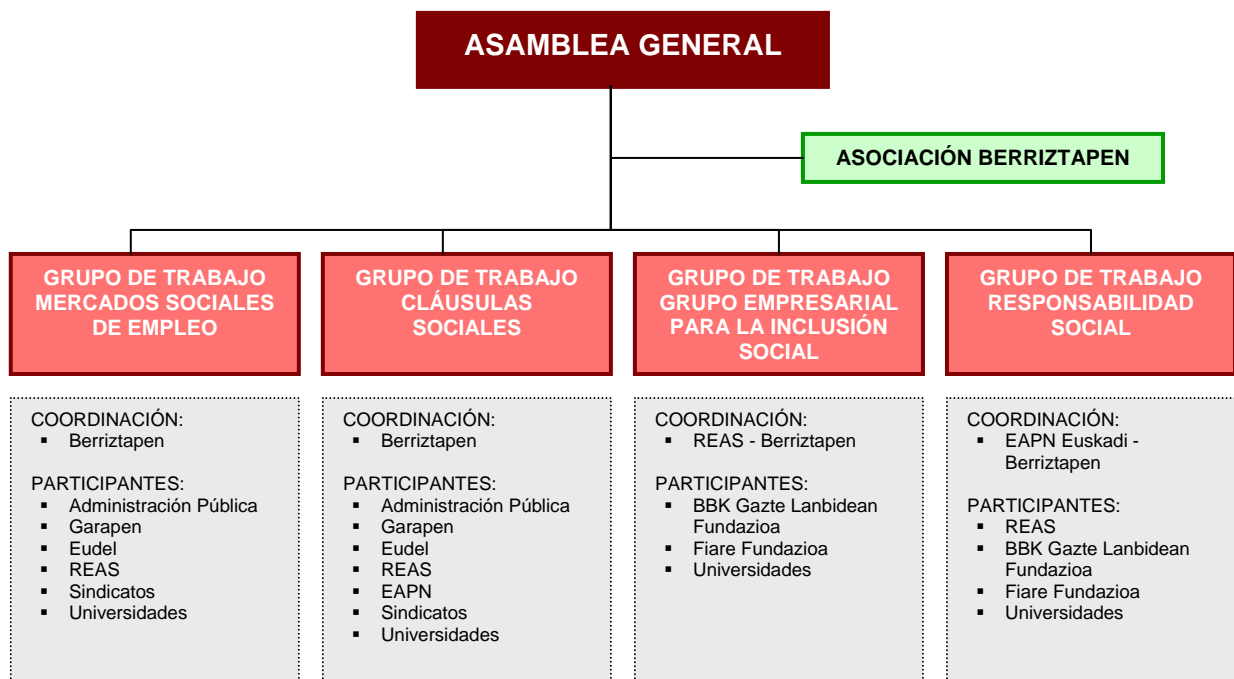 ASAMBLEA GENERAL
ASOCIACIÓN BERRIZTAPEN
GRUPO DE TRABAJO
MERCADOS SOCIALES
DE EMPLEO
GRUPO DE TRABAJO
CLÁUSULAS
SOCIALES
GRUPO DE TRABAJO
GRUPO EMPRESARIAL
PARA LA INCLUSIÓN
SOCIAL
GRUPO DE TRABAJO
RESPONSABILIDAD
SOCIAL
COORDINACIÓN:
▪ Berriztapen
PARTICIPANTES:
▪ Administración Pública
▪ Garapen
▪ Eudel
▪ REAS
▪ Sindicatos
▪ Universidades
COORDINACIÓN:
▪ Berriztapen
PARTICIPANTES:
▪ Administración Pública
▪ Garapen
▪ Eudel
▪ REAS
▪ EAPN
▪ Sindicatos
▪ Universidades
COORDINACIÓN:
▪ REAS - Berriztapen
PARTICIPANTES:
▪ BBK Gazte Lanbidean
Fundazioa
▪ Fiare Fundazioa
▪ Universidades
COORDINACIÓN:
▪ EAPN Euskadi -
Berriztapen
PARTICIPANTES:
▪ REAS
▪ BBK Gazte Lanbidean
Fundazioa
▪ Fiare Fundazioa
▪ Universidades